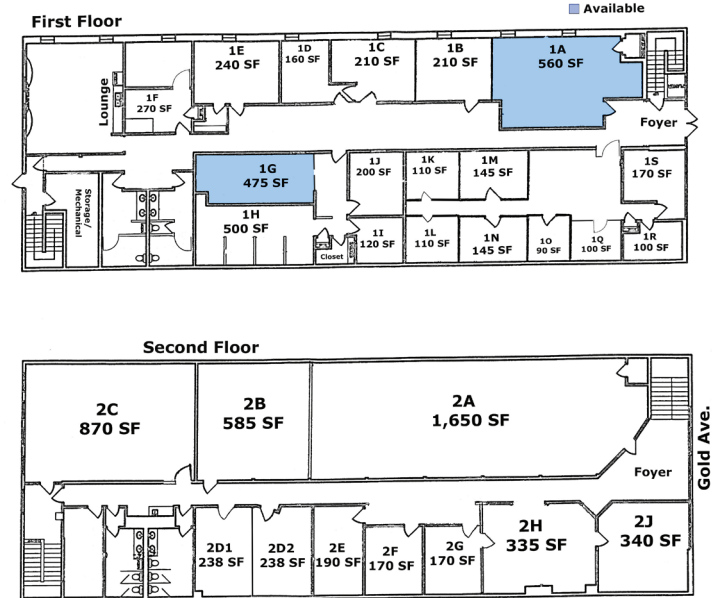 Available
First Floor
1E
240 SF
1D
160 SF
1C
210 SF
1B
210 SF
1A
560 SF
Lounge
1F
270 SF
Foyer
1G
475 SF
1J
200 SF
1K
110 SF
1M
145 SF
1S
170 SF
Storage/
Mechanical
1H
500 SF
1I
120 SF
1L
110 SF
1N
145 SF
1O
90 SF
1Q
100 SF
1R
100 SF
Closet
Second Floor
2C
870 SF
2B
585 SF
2A
1,650 SF
Gold Ave.
Foyer
2D1
238 SF
2D2
238 SF
2E
190 SF
2F
170 SF
2G
170 SF
2H
335 SF
2J
340 SF